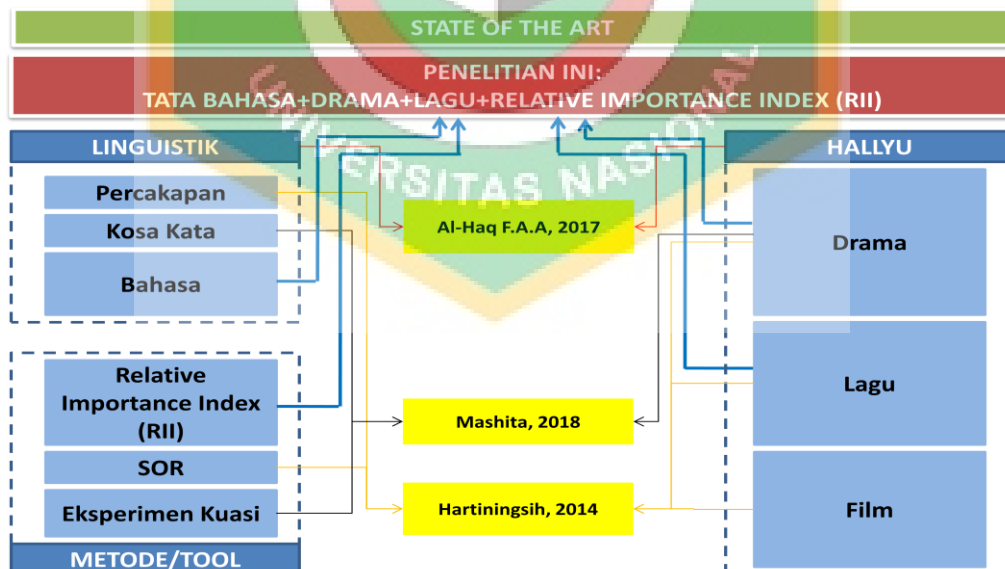 STATE OF THE ART
PENELITIAN INI:
TATA BAHASA+DRAMA+LAGU+RELATIVE IMPORTANCE INDEX (RII)
UNIVERSITAS NASIONAL
LINGUISTIK
Percakapan
Kosa Kata
Bahasa
Relative
Importance Index
(RII)
SOR
Eksperimen Kuasi
METODE/TOOL
Al-Haq F.A.A, 2017
Mashita, 2018
Hartiningsih, 2014
HALLYU
Drama
Lagu
Film